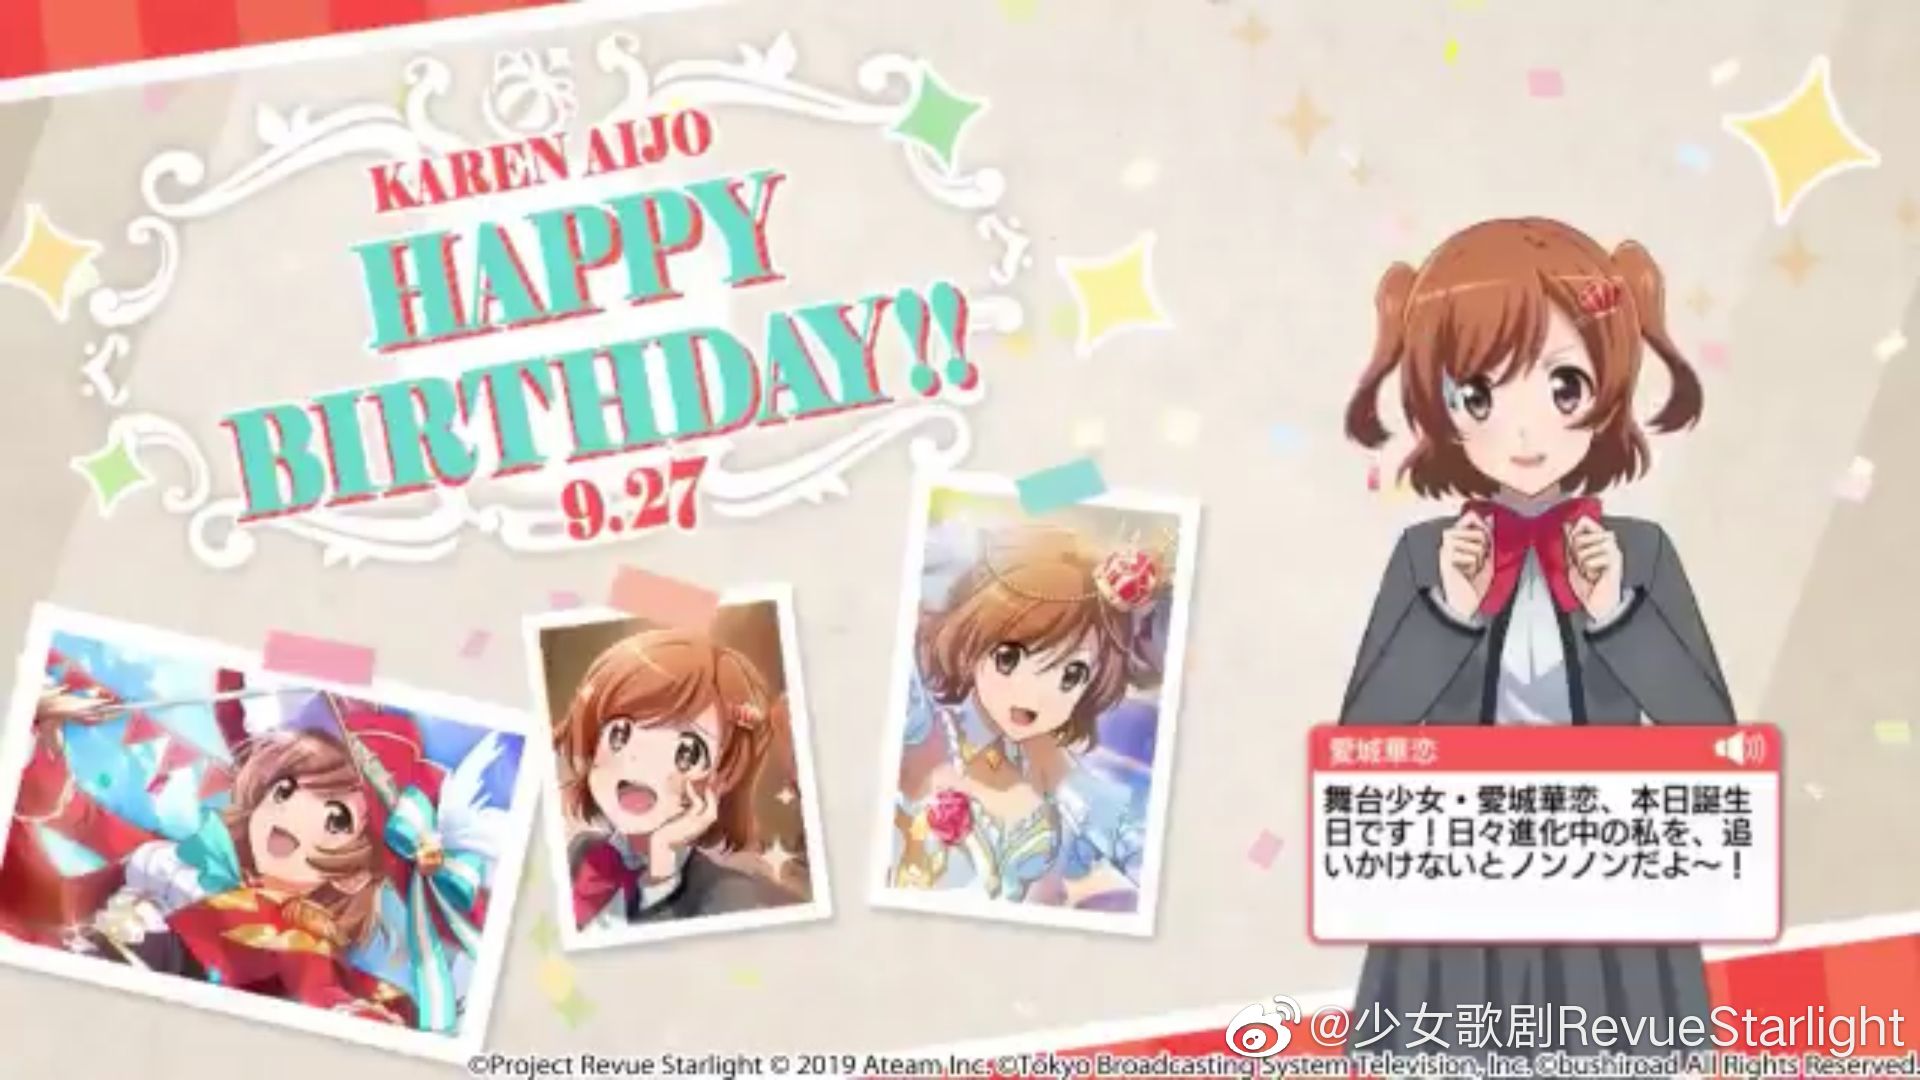 KAREN AIJO
HAPPY
BIRTHDAY!!
9.27
愛城華恋
舞台少女・愛城華恋、本日誕生
日です！日々進化中の私を、追
いかけないとノンノンだよ～！
@少女歌剧RevueStarlight
©Project Revue Starlight © 2019 Ateam Inc. ©Tokyo Broadcasting System Television, Inc. ©bushiroad All Rights Reserved.